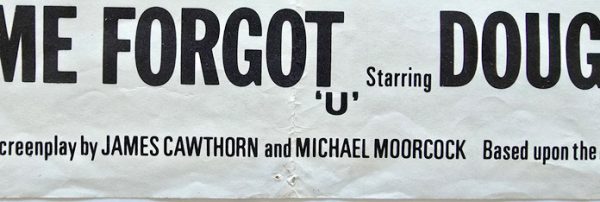 ME FORGOT 'U' Starring DOUG
creenplay by JAMES CAWTHORN and MICHAEL MOORCOCK Based upon the